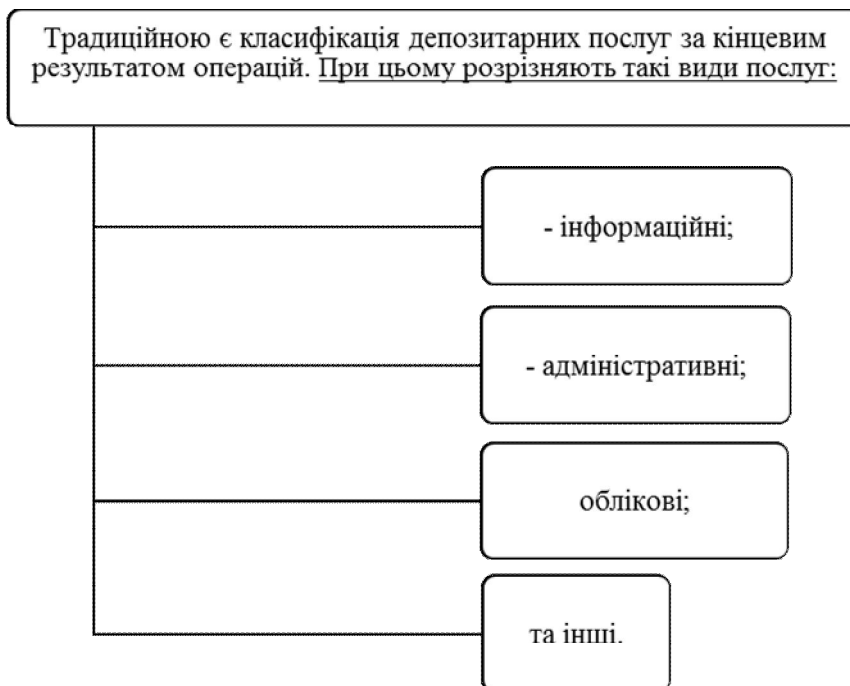 Традиційною є класифікація депозитарних послуг за кінцевим
результатом операцій. При цьому розрізняють такі види послуг:
- інформаційні;
- адміністративні;
облікові;
та інші.